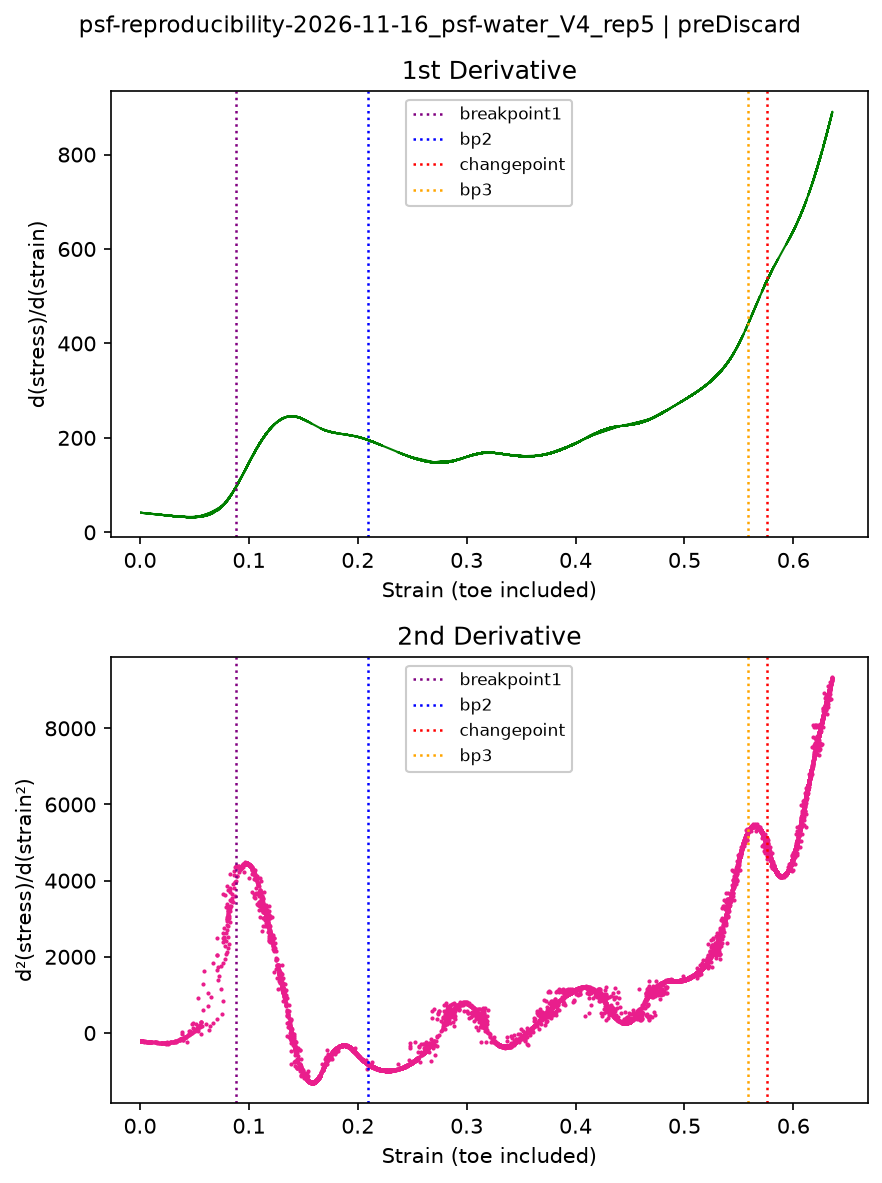 psf-reproducibility-2026-11-16_psf-water_V4_rep5 | preDiscard
1st Derivative
breakpoint1
bp2
changepoint
bp3
d(stress)/d(strain)
800
600
400
200
0
0.0 0.1 0.2 0.3 0.4 0.5 0.6
Strain (toe included)
2nd Derivative
breakpoint1
bp2
changepoint
bp3
d²(stress)/d(strain²)
8000
6000
4000
2000
0
0.0 0.1 0.2 0.3 0.4 0.5 0.6
Strain (toe included)